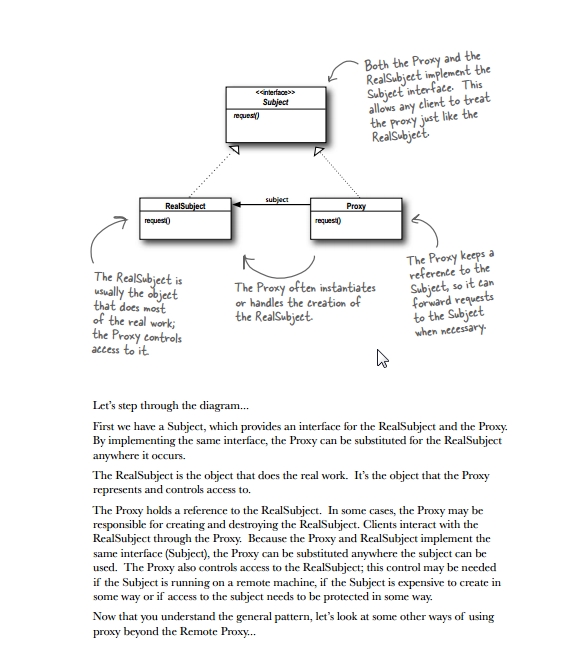 Both the Proxy and the
RealSubject implement the
Subject interface. This
allows any client to treat
the proxy just like the
RealSubject.
<<interface>>
Subject
request()
RealSubject
request()
subject
Proxy
request()
The RealSubject is
usually the object
that does most
of the real work;
the Proxy controls
access to it.
The Proxy often instantiates
or handles the creation of
the RealSubject.
The Proxy keeps a
reference to the
Subject, so it can
forward requests
to the Subject
when necessary.
Let's step through the diagram...
First we have a Subject, which provides an interface for the RealSubject and the Proxy.
By implementing the same interface, the Proxy can be substituted for the RealSubject
anywhere it occurs.
The RealSubject is the object that does the real work. It's the object that the Proxy
represents and controls access to.
The Proxy holds a reference to the RealSubject. In some cases, the Proxy may be
responsible for creating and destroying the RealSubject. Clients interact with the
RealSubject through the Proxy. Because the Proxy and RealSubject implement the
same interface (Subject), the Proxy can be substituted anywhere the subject can be
used. The Proxy also controls access to the RealSubject; this control may be needed
if the Subject is running on a remote machine, if the Subject is expensive to create in
some way or if access to the subject needs to be protected in some way.
Now that you understand the general pattern, let's look at some other ways of using
proxy beyond the Remote Proxy...